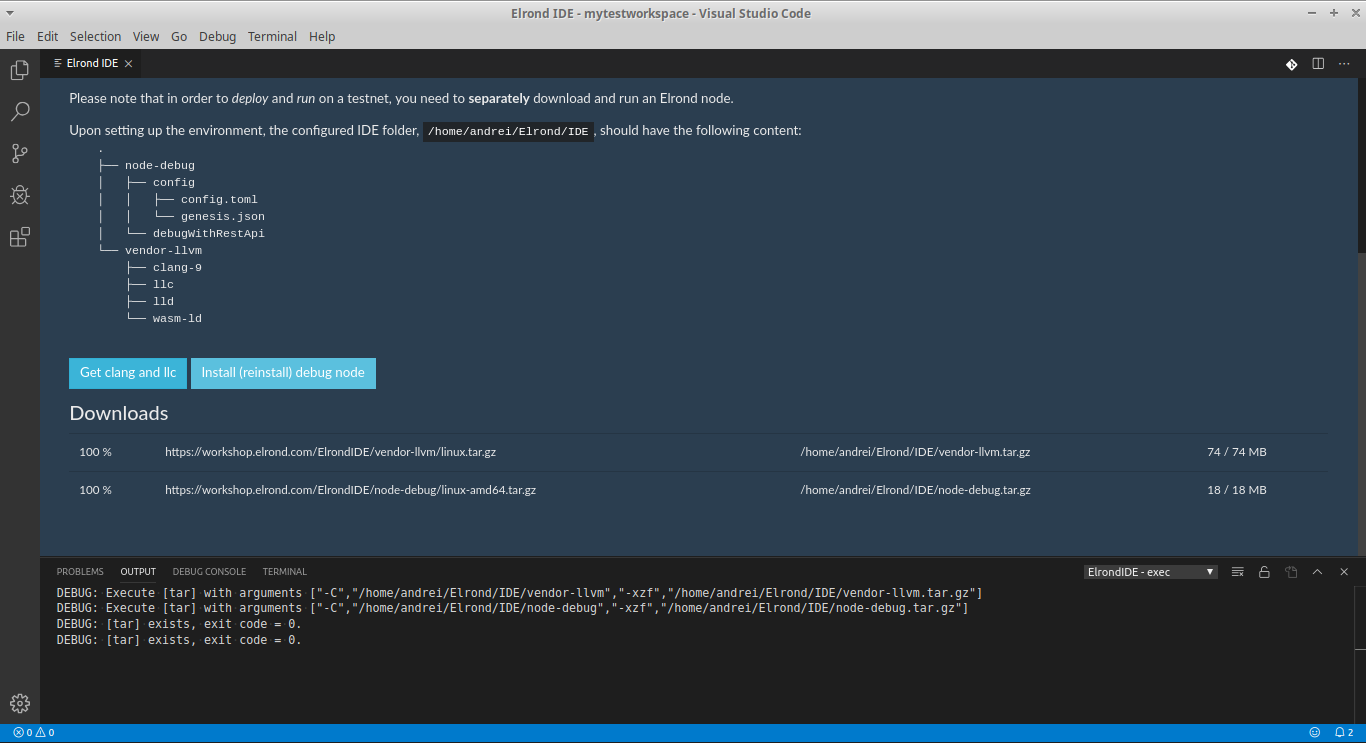 Elrond IDE - mytestworkspace - Visual Studio Code
File Edit Selection View Go Debug Terminal Help
Elrond IDE
Please note that in order to deploy and run on a testnet, you need to separately download and run an Elrond node.
Upon setting up the environment, the configured IDE folder, /home/andrei/Elrond/IDE , should have the following content:
.
├── node-debug
│   ├── config
│   │   ├── config.toml
│   │   └── genesis.json
│   └── debugWithRestApi
└── vendor-llvm
    ├── clang-9
    ├── llc
    ├── lld
    └── wasm-ld
Get clang and llc Install (reinstall) debug node
Downloads
100 % https://workshop.elrond.com/ElrondIDE/vendor-llvm/linux.tar.gz /home/andrei/Elrond/IDE/vendor-llvm.tar.gz 74 / 74 MB
100 % https://workshop.elrond.com/ElrondIDE/node-debug/linux-amd64.tar.gz /home/andrei/Elrond/IDE/node-debug.tar.gz 18 / 18 MB
PROBLEMS OUTPUT DEBUG CONSOLE TERMINAL ElrondIDE - exec
DEBUG: Execute [tar] with arguments ["-C","/home/andrei/Elrond/IDE/vendor-llvm","-xzf","/home/andrei/Elrond/IDE/vendor-llvm.tar.gz"]
DEBUG: Execute [tar] with arguments ["-C","/home/andrei/Elrond/IDE/node-debug","-xzf","/home/andrei/Elrond/IDE/node-debug.tar.gz"]
DEBUG: [tar] exists, exit code = 0.
DEBUG: [tar] exists, exit code = 0.
0 0 2